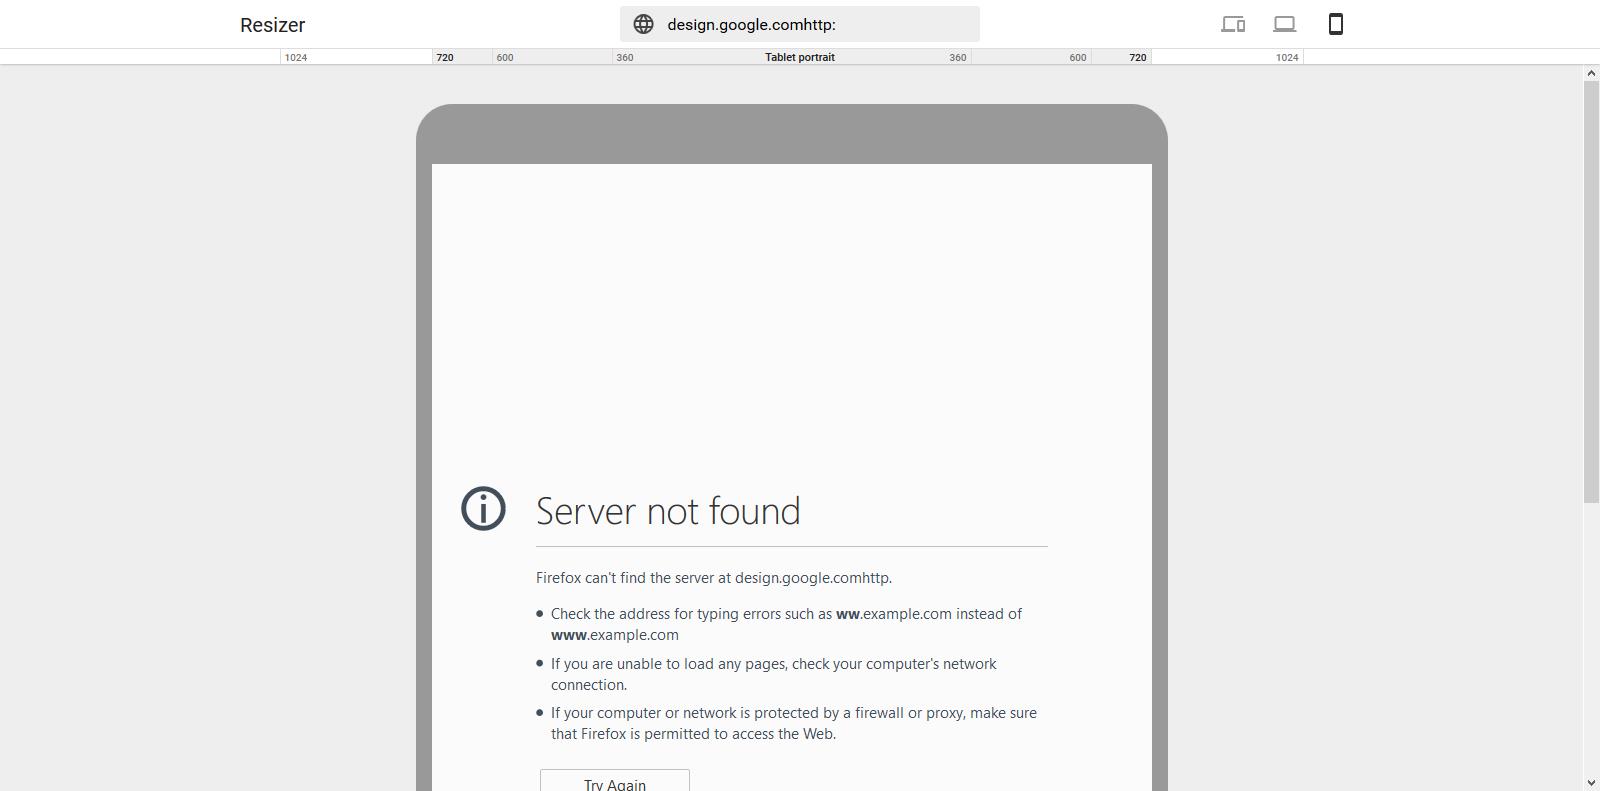 Resizer
design.google.comhttp:
1024 720 600 360 Tablet portrait 360 600 720 1024
Server not found
Firefox can't find the server at design.google.comhttp.
Check the address for typing errors such as ww.example.com instead of
www.example.com
If you are unable to load any pages, check your computer's network
connection.
If your computer or network is protected by a firewall or proxy, make sure
that Firefox is permitted to access the Web.
Try Again